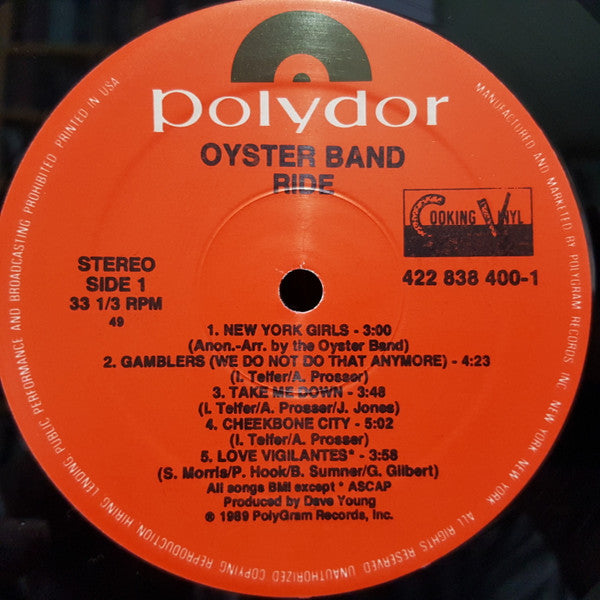 polydor
OYSTER BAND
RIDE
COOKING VINYL
STEREO
SIDE 1
33 1/3 RPM
49
422 838 400-1
1. NEW YORK GIRLS - 3:00
(Anon.-Arr. by the Oyster Band)
2. GAMBLERS (WE DO NOT DO THAT ANYMORE) - 4:23
(I. Telfer/A. Prosser)
3. TAKE ME DOWN - 3:48
(I. Telfer/A. Prosser/J. Jones)
4. CHEEKBONE CITY - 5:02
(I. Telfer/A. Prosser)
5. LOVE VIGILANTES* - 3:58
(S. Morris/P. Hook/B. Sumner/G. Gilbert)
All songs BMI except * ASCAP
Produced by Dave Young
℗ 1989 PolyGram Records, Inc.
MANUFACTURED AND MARKETED BY POLYGRAM RECORDS, INC. NEW YORK, NEW YORK. ALL RIGHTS RESERVED UNAUTHORIZED COPYING REPRODUCTION HIRING LENDING PUBLIC PERFORMANCE AND BROADCASTING PROHIBITED. PRINTED IN USA